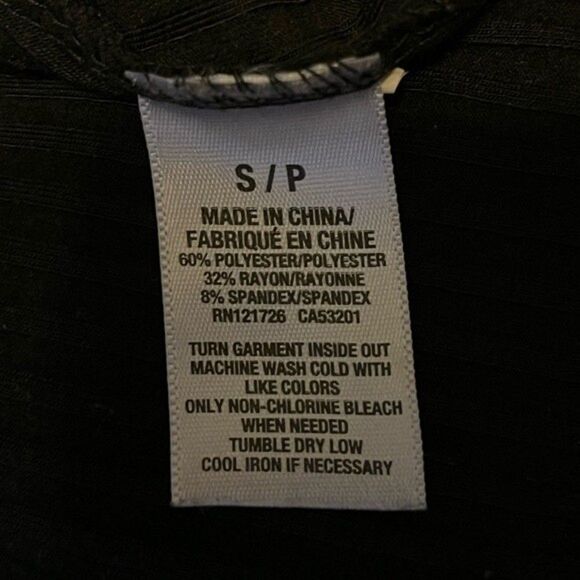 S / P
MADE IN CHINA/
FABRIQUÉ EN CHINE
60% POLYESTER/POLYESTER
32% RAYON/RAYONNE
8% SPANDEX/SPANDEX
RN121726 CA53201
TURN GARMENT INSIDE OUT
MACHINE WASH COLD WITH
LIKE COLORS
ONLY NON-CHLORINE BLEACH
WHEN NEEDED
TUMBLE DRY LOW
COOL IRON IF NECESSARY